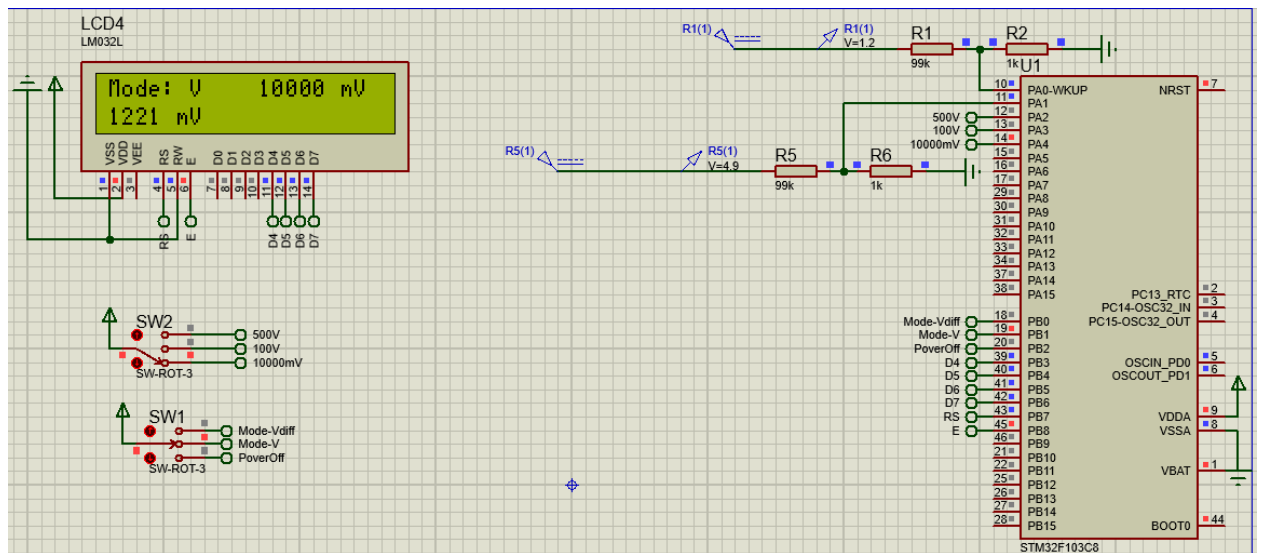 LCD4
LM032L
Mode: V 10000 mV
1221 mV
VSS
VDD
VEE
RS
RW
E
D0
D1
D2
D3
D4
D5
D6
D7
1
2
3
4
5
6
7
8
9
10
11
12
13
14
RS
E
D4
D5
D6
D7
SW2
500V
100V
10000mV
SW-ROT-3
SW1
Mode-Vdiff
Mode-V
PoverOff
SW-ROT-3
R1(1)
R1(1)
V=1.2
R1
99k
R2
1k
R5(1)
R5(1)
V=4.9
R5
99k
R6
1k
U1
10 PA0-WKUP
11 PA1
500V 12 PA2
100V 13 PA3
10000mV 14 PA4
15 PA5
16 PA6
17 PA7
29 PA8
30 PA9
31 PA10
32 PA11
33 PA12
34 PA13
37 PA14
38 PA15
Mode-Vdiff 18 PB0
Mode-V 19 PB1
PoverOff 20 PB2
D4 39 PB3
D5 40 PB4
D6 41 PB5
D7 42 PB6
RS 43 PB7
E 45 PB8
46 PB9
21 PB10
22 PB11
25 PB12
26 PB13
27 PB14
28 PB15
NRST 7
PC13_RTC 2
PC14-OSC32_IN 3
PC15-OSC32_OUT 4
OSCIN_PD0 5
OSCOUT_PD1 6
VDDA 9
VSSA 8
VBAT 1
BOOT0 44
STM32F103C8